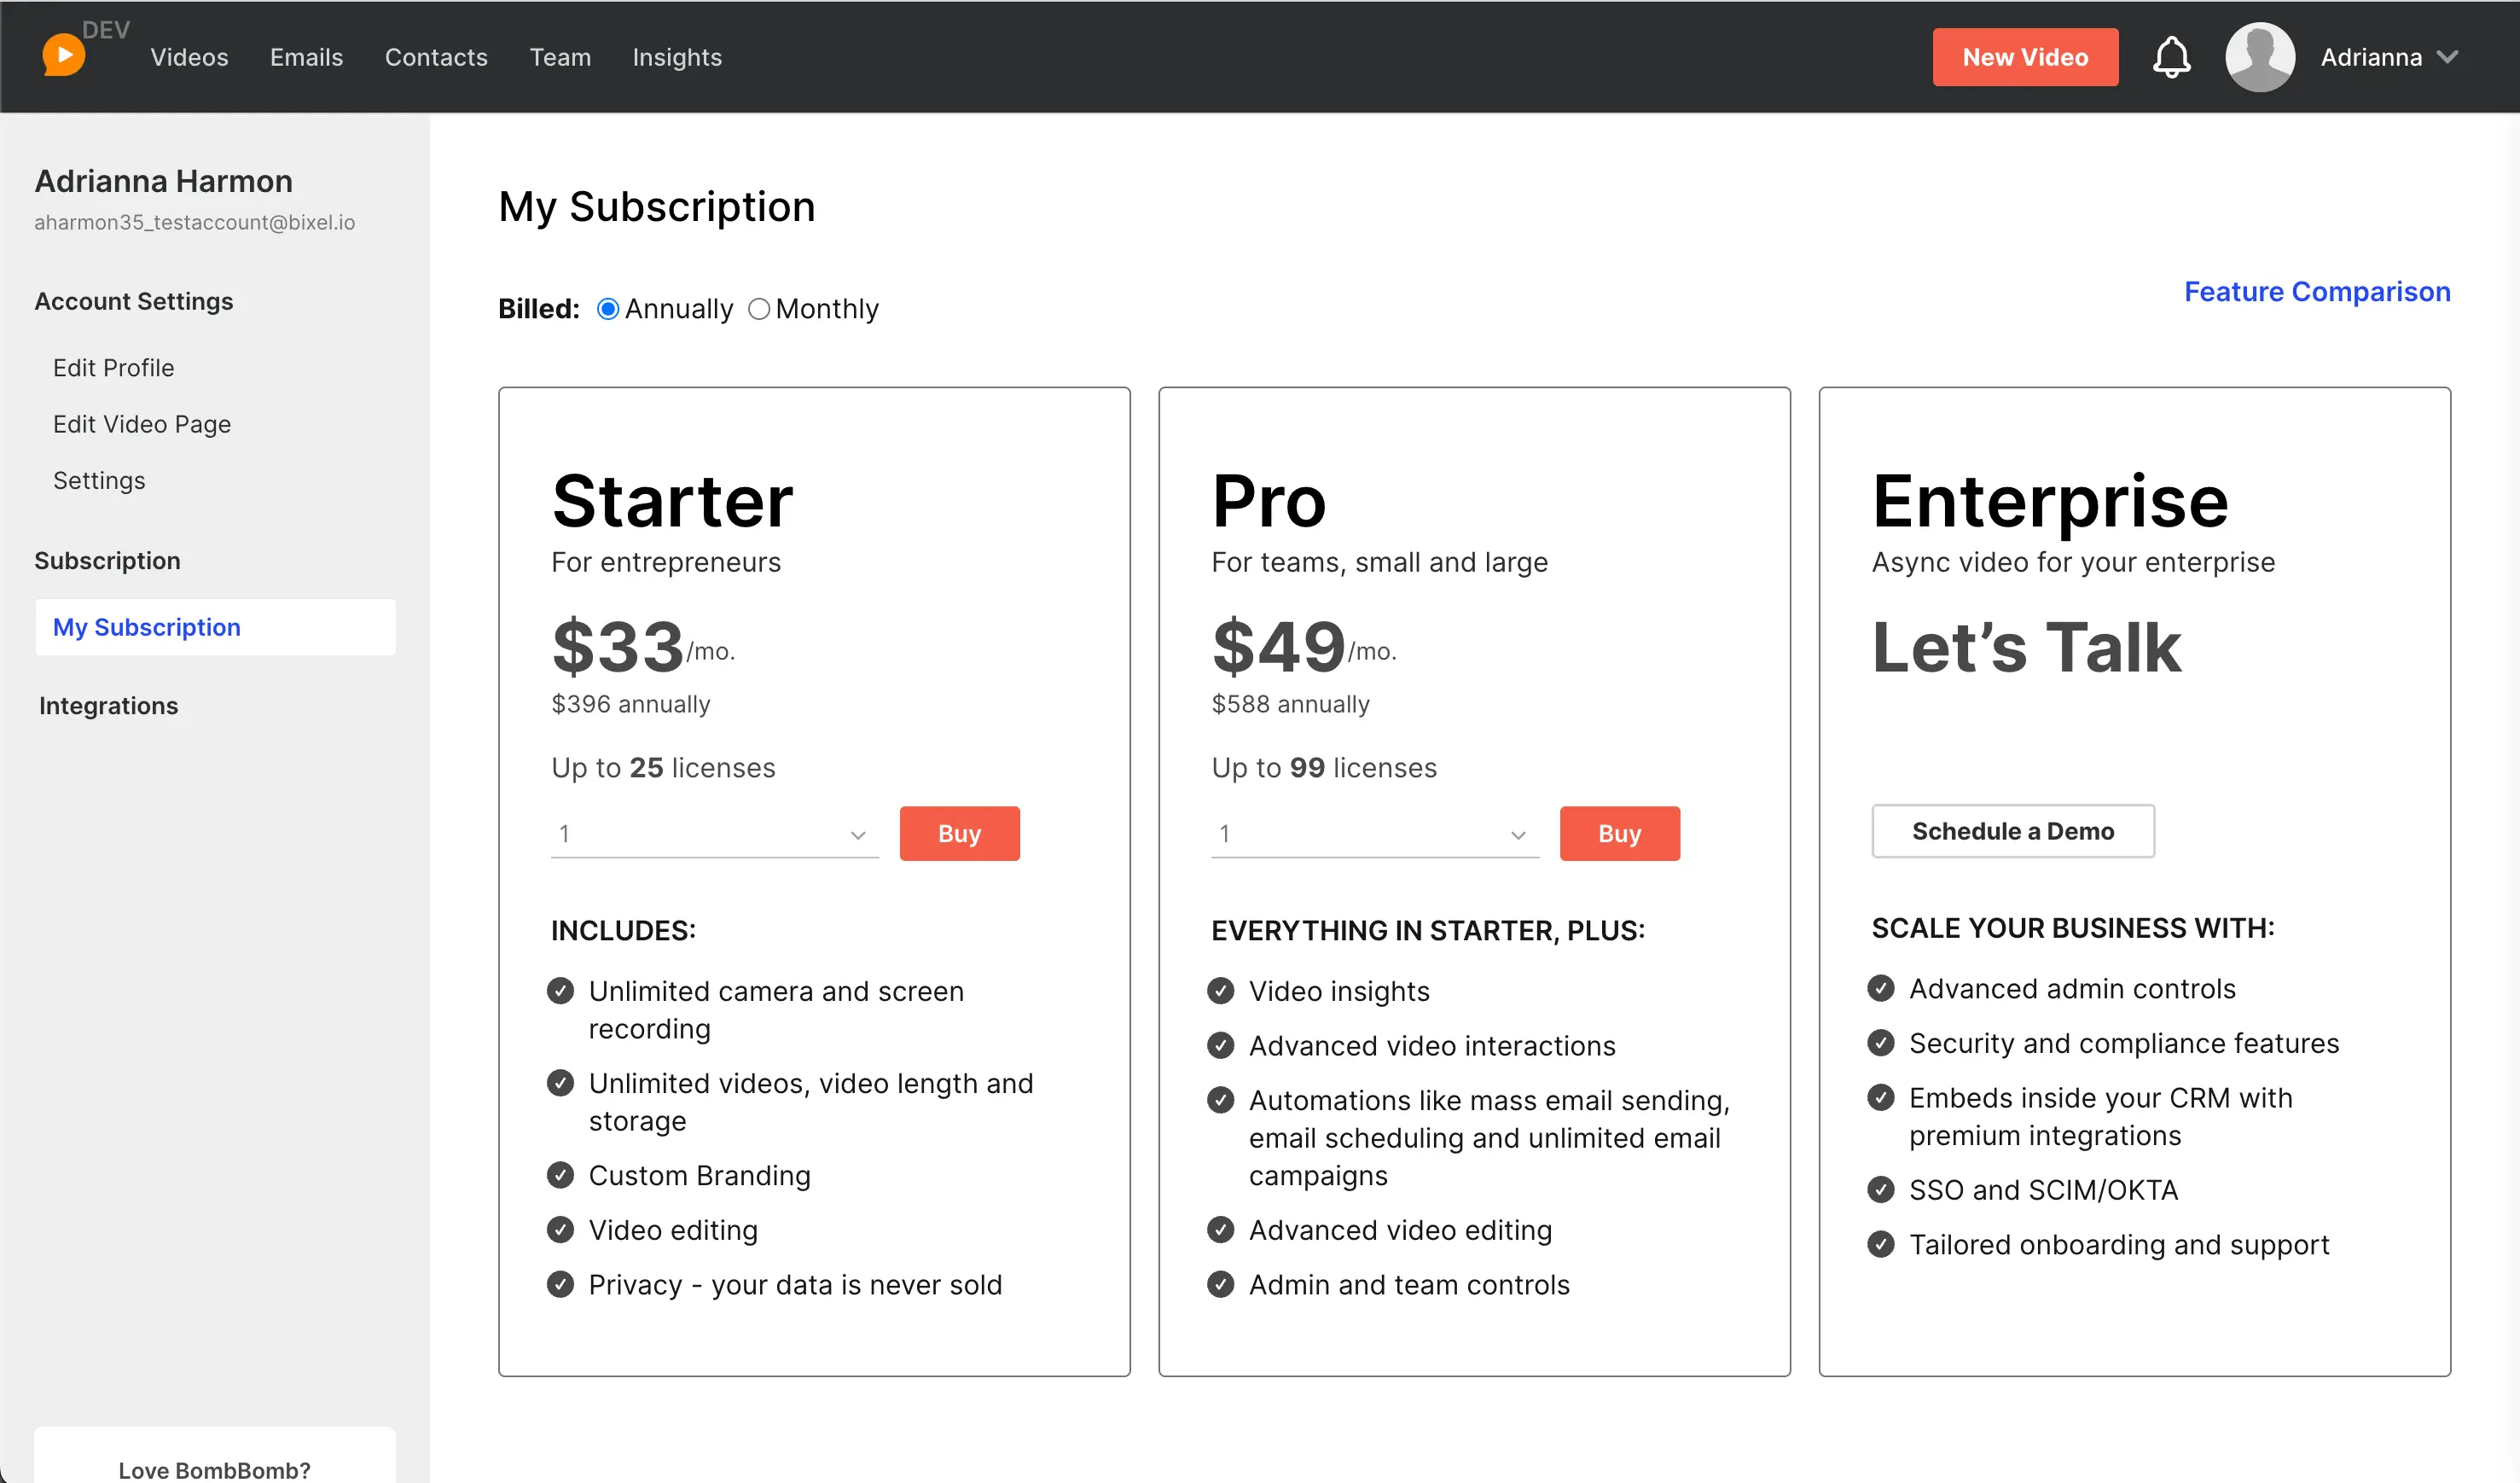 DEV
Videos
Emails
Contacts
Team
Insights
New Video
Adrianna
Adrianna Harmon
aharmon35_testaccount@bixel.io
Account Settings
Edit Profile
Edit Video Page
Settings
Subscription
My Subscription
Integrations
Love BombBomb?
My Subscription
Billed: Annually Monthly
Feature Comparison
Starter
For entrepreneurs
$33/mo.
$396 annually
Up to 25 licenses
1
Buy
INCLUDES:
Unlimited camera and screen
recording
Unlimited videos, video length and
storage
Custom Branding
Video editing
Privacy - your data is never sold
Pro
For teams, small and large
$49/mo.
$588 annually
Up to 99 licenses
1
Buy
EVERYTHING IN STARTER, PLUS:
Video insights
Advanced video interactions
Automations like mass email sending,
email scheduling and unlimited email
campaigns
Advanced video editing
Admin and team controls
Enterprise
Async video for your enterprise
Let’s Talk
Schedule a Demo
SCALE YOUR BUSINESS WITH:
Advanced admin controls
Security and compliance features
Embeds inside your CRM with
premium integrations
SSO and SCIM/OKTA
Tailored onboarding and support